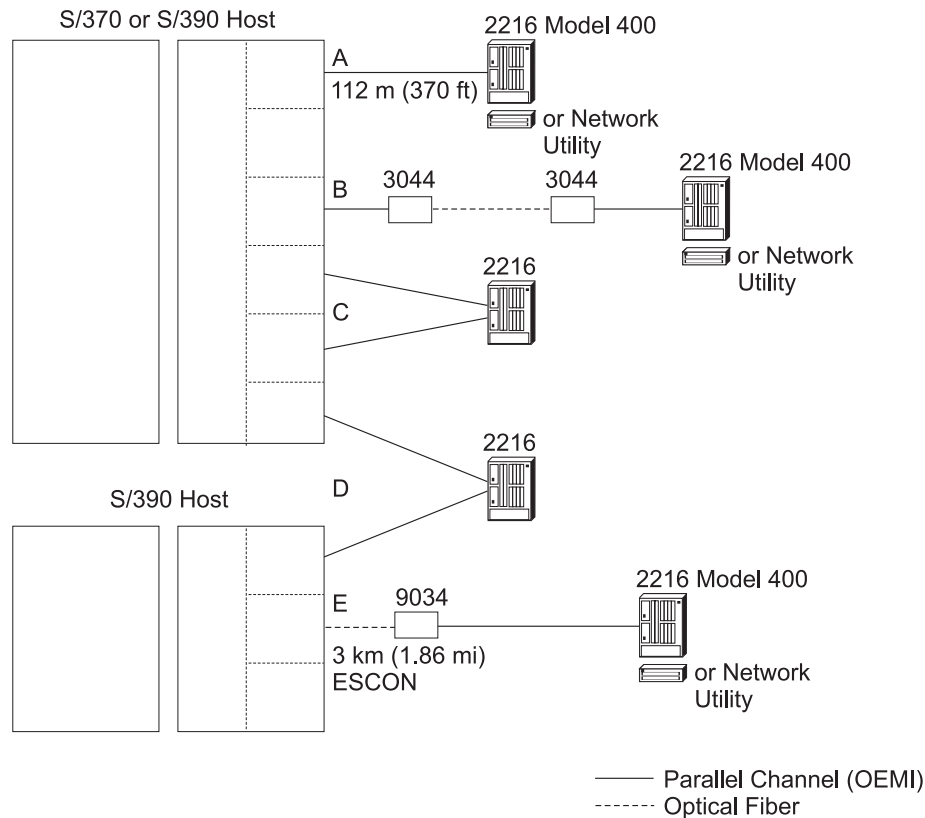 S/370 or S/390 Host
2216 Model 400
A
112 m (370 ft)
or Network
Utility
2216 Model 400
B
3044
3044
or Network
Utility
2216
C
2216
D
S/390 Host
2216 Model 400
E
9034
3 km (1.86 mi)
ESCON
or Network
Utility
Parallel Channel (OEMI)
Optical Fiber